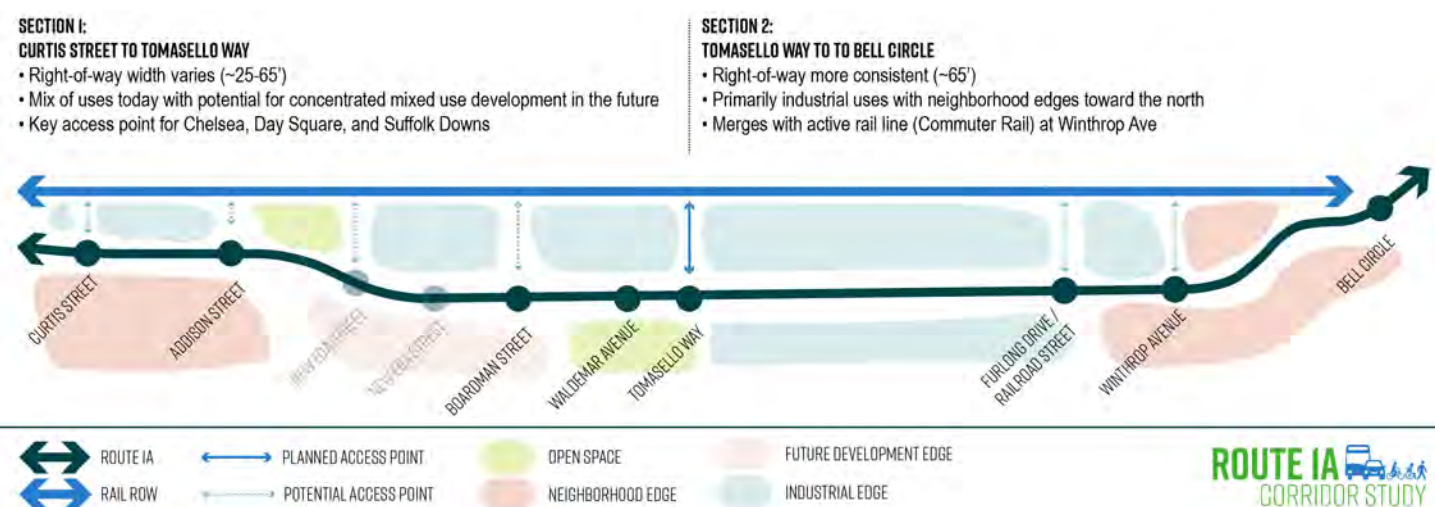 SECTION 1:
CURTIS STREET TO TOMASELLO WAY
• Right-of-way width varies (~25-65')
• Mix of uses today with potential for concentrated mixed use development in the future
• Key access point for Chelsea, Day Square, and Suffolk Downs
SECTION 2:
TOMASELLO WAY TO TO BELL CIRCLE
• Right-of-way more consistent (~65')
• Primarily industrial uses with neighborhood edges toward the north
• Merges with active rail line (Commuter Rail) at Winthrop Ave
CURTIS STREET
ADDISON STREET
STREET
STREET
BOARDMAN STREET
WALDEMAR AVENUE
TOMASELLO WAY
FURLONG DRIVE /
RAILROAD STREET
WINTHROP AVENUE
BELL CIRCLE
ROUTE 1A
RAIL ROW
PLANNED ACCESS POINT
POTENTIAL ACCESS POINT
OPEN SPACE
NEIGHBORHOOD EDGE
FUTURE DEVELOPMENT EDGE
INDUSTRIAL EDGE
ROUTE 1A
CORRIDOR STUDY